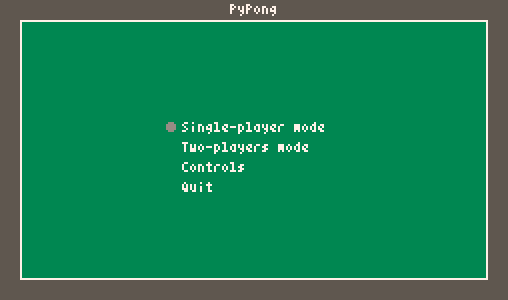 PyPong
Single-player mode
Two-players mode
Controls
Quit